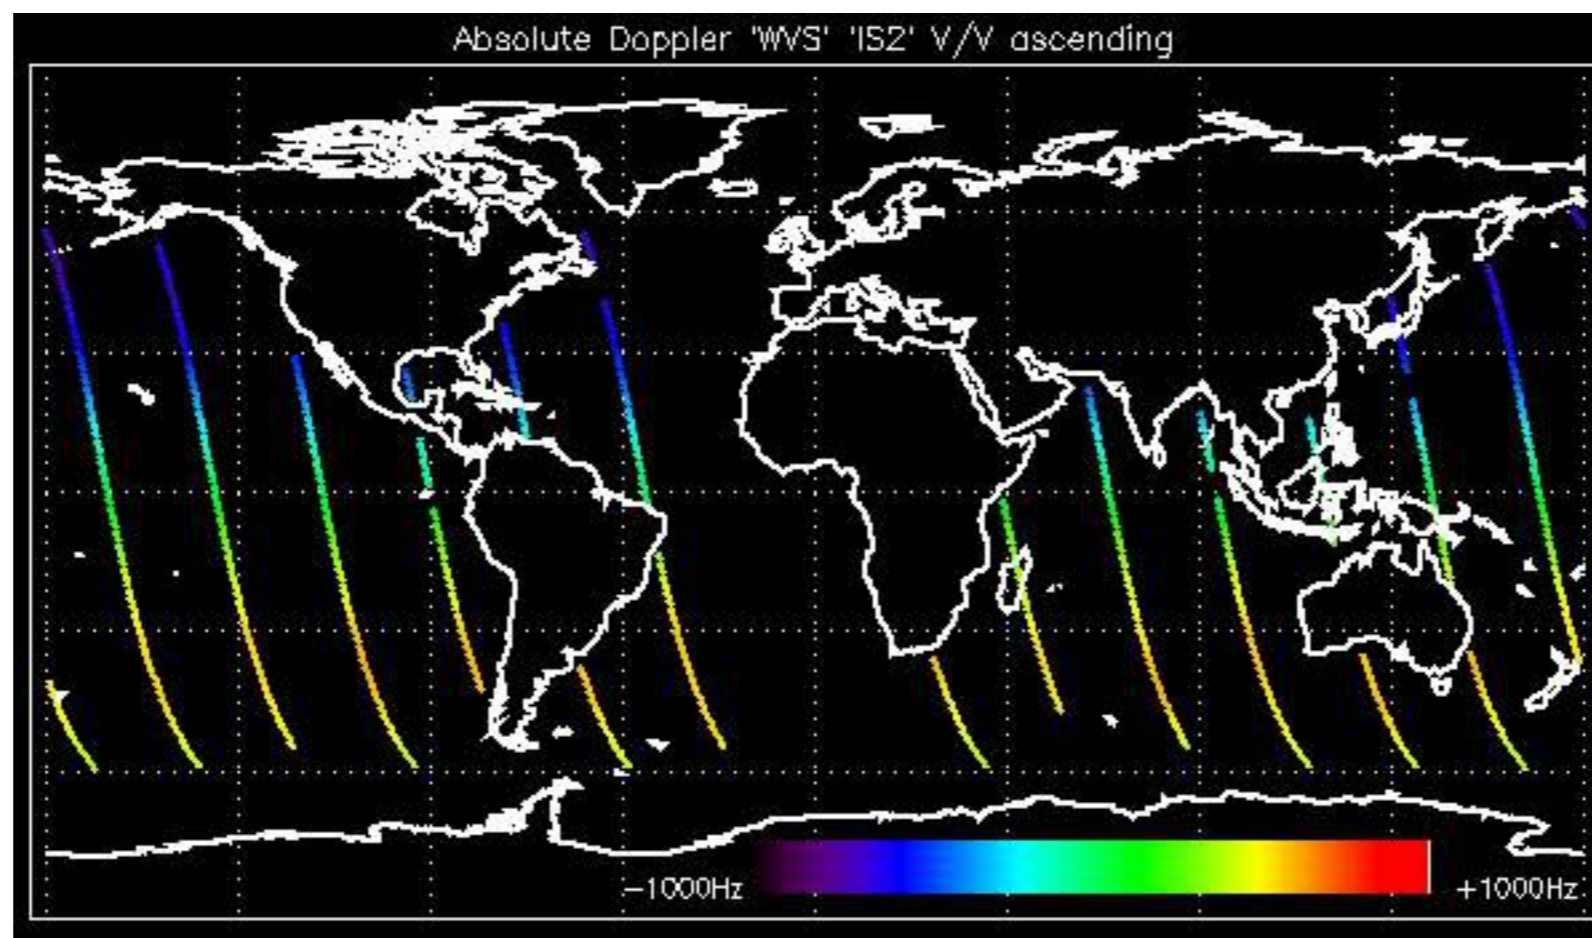 Absolute Doppler 'WVS' 'IS2' V/V ascending
−1000Hz +1000Hz